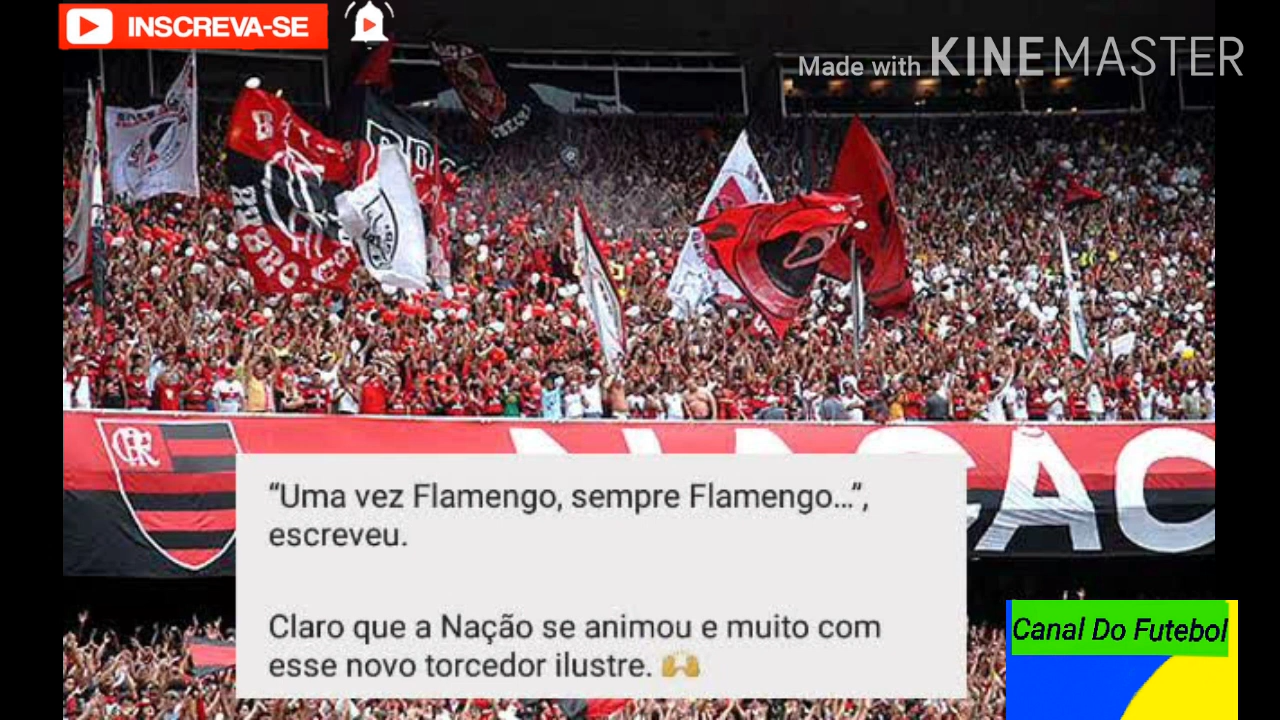 INSCREVA-SE
Made with KINEMASTER
NAÇÃO
“Uma vez Flamengo, sempre Flamengo...“,
escreveu.
Claro que a Nação se animou e muito com
esse novo torcedor ilustre. 🙌
Canal Do Futebol